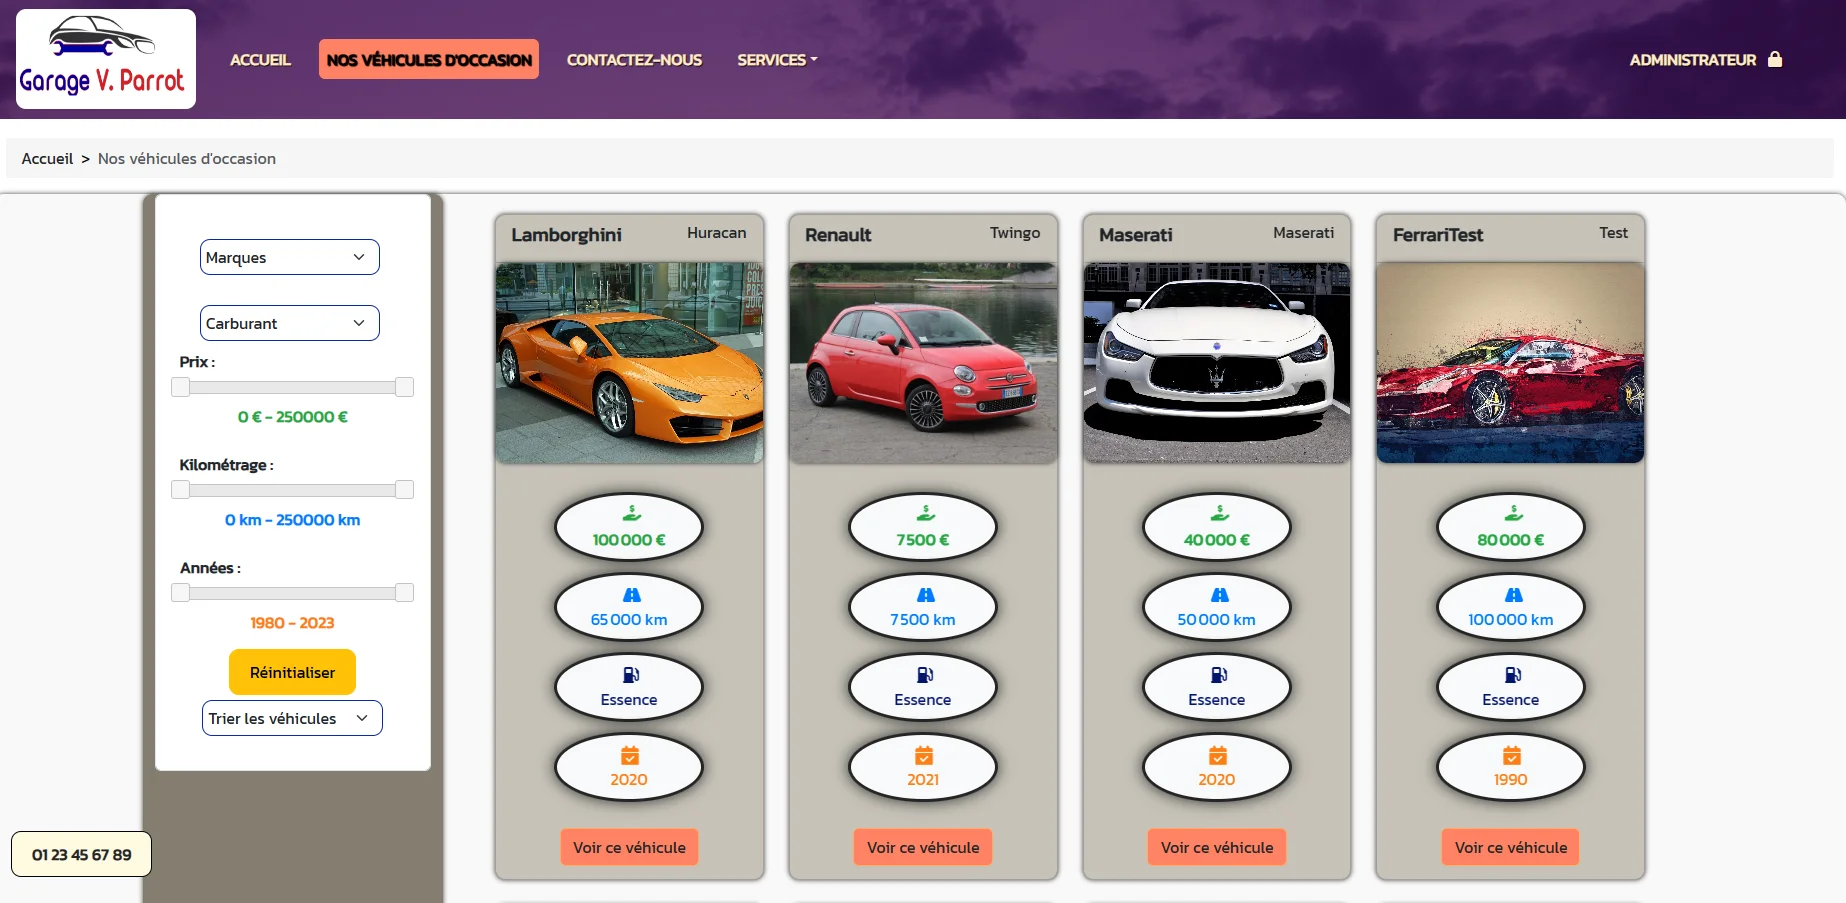 Garage V. Parrot
ACCUEIL
NOS VÉHICULES D'OCCASION
CONTACTEZ-NOUS
SERVICES
ADMINISTRATEUR
Accueil > Nos véhicules d'occasion
Marques
Carburant
Prix :
0 € - 250000 €
Kilométrage :
0 km - 250000 km
Années :
1980 - 2023
Réinitialiser
Trier les véhicules
01 23 45 67 89
Lamborghini Huracan
100 000 €
65 000 km
Essence
2020
Voir ce véhicule
Renault Twingo
7 500 €
7 500 km
Essence
2021
Voir ce véhicule
Maserati Maserati
40 000 €
50 000 km
Essence
2020
Voir ce véhicule
FerrariTest Test
80 000 €
100 000 km
Essence
1990
Voir ce véhicule